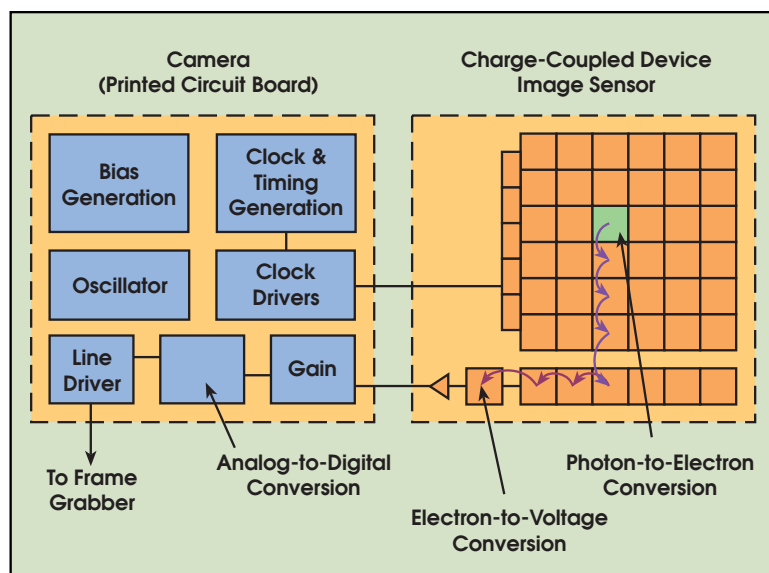 Camera
(Printed Circuit Board)
Charge-Coupled Device
Image Sensor
Bias
Generation
Clock &
Timing
Generation
Oscillator
Clock
Drivers
Line
Driver
Gain
To Frame
Grabber
Analog-to-Digital
Conversion
Electron-to-Voltage
Conversion
Photon-to-Electron
Conversion